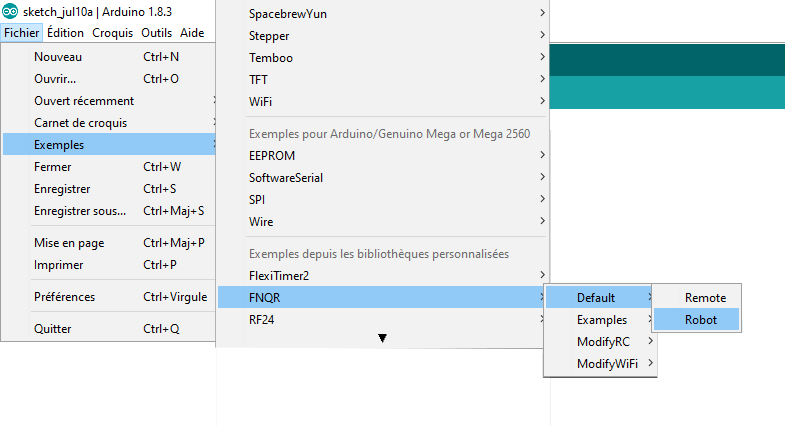 sketch_jul10a | Arduino 1.8.3
Fichier Édition Croquis Outils Aide
Nouveau Ctrl+N
Ouvrir... Ctrl+O
Ouvert récemment
Carnet de croquis
Exemples
Fermer Ctrl+W
Enregistrer Ctrl+S
Enregistrer sous... Ctrl+Maj+S
Mise en page Ctrl+Maj+P
Imprimer Ctrl+P
Préférences Ctrl+Virgule
Quitter Ctrl+Q
SpacebrewYun
Stepper
Temboo
TFT
WiFi
Exemples pour Arduino/Genuino Mega or Mega 2560
EEPROM
SoftwareSerial
SPI
Wire
Exemples depuis les bibliothèques personnalisées
FlexiTimer2
FNQR
RF24
Default
Examples
ModifyRC
ModifyWiFi
Remote
Robot